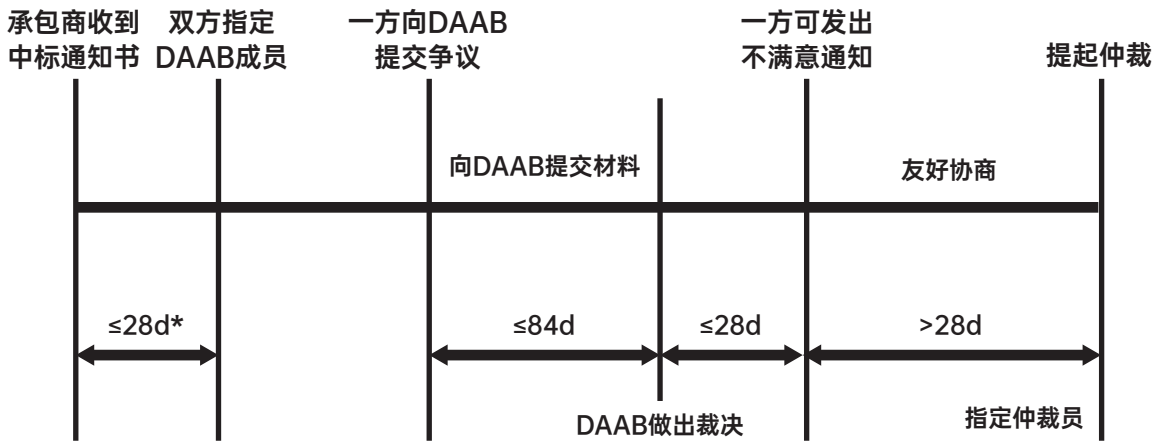 承包商收到
中标通知书
双方指定
DAAB成员
一方向DAAB
提交争议
一方可发出
不满意通知
提起仲裁
向DAAB提交材料
友好协商
≤28d*
≤84d
≤28d
>28d
DAAB做出裁决
指定仲裁员